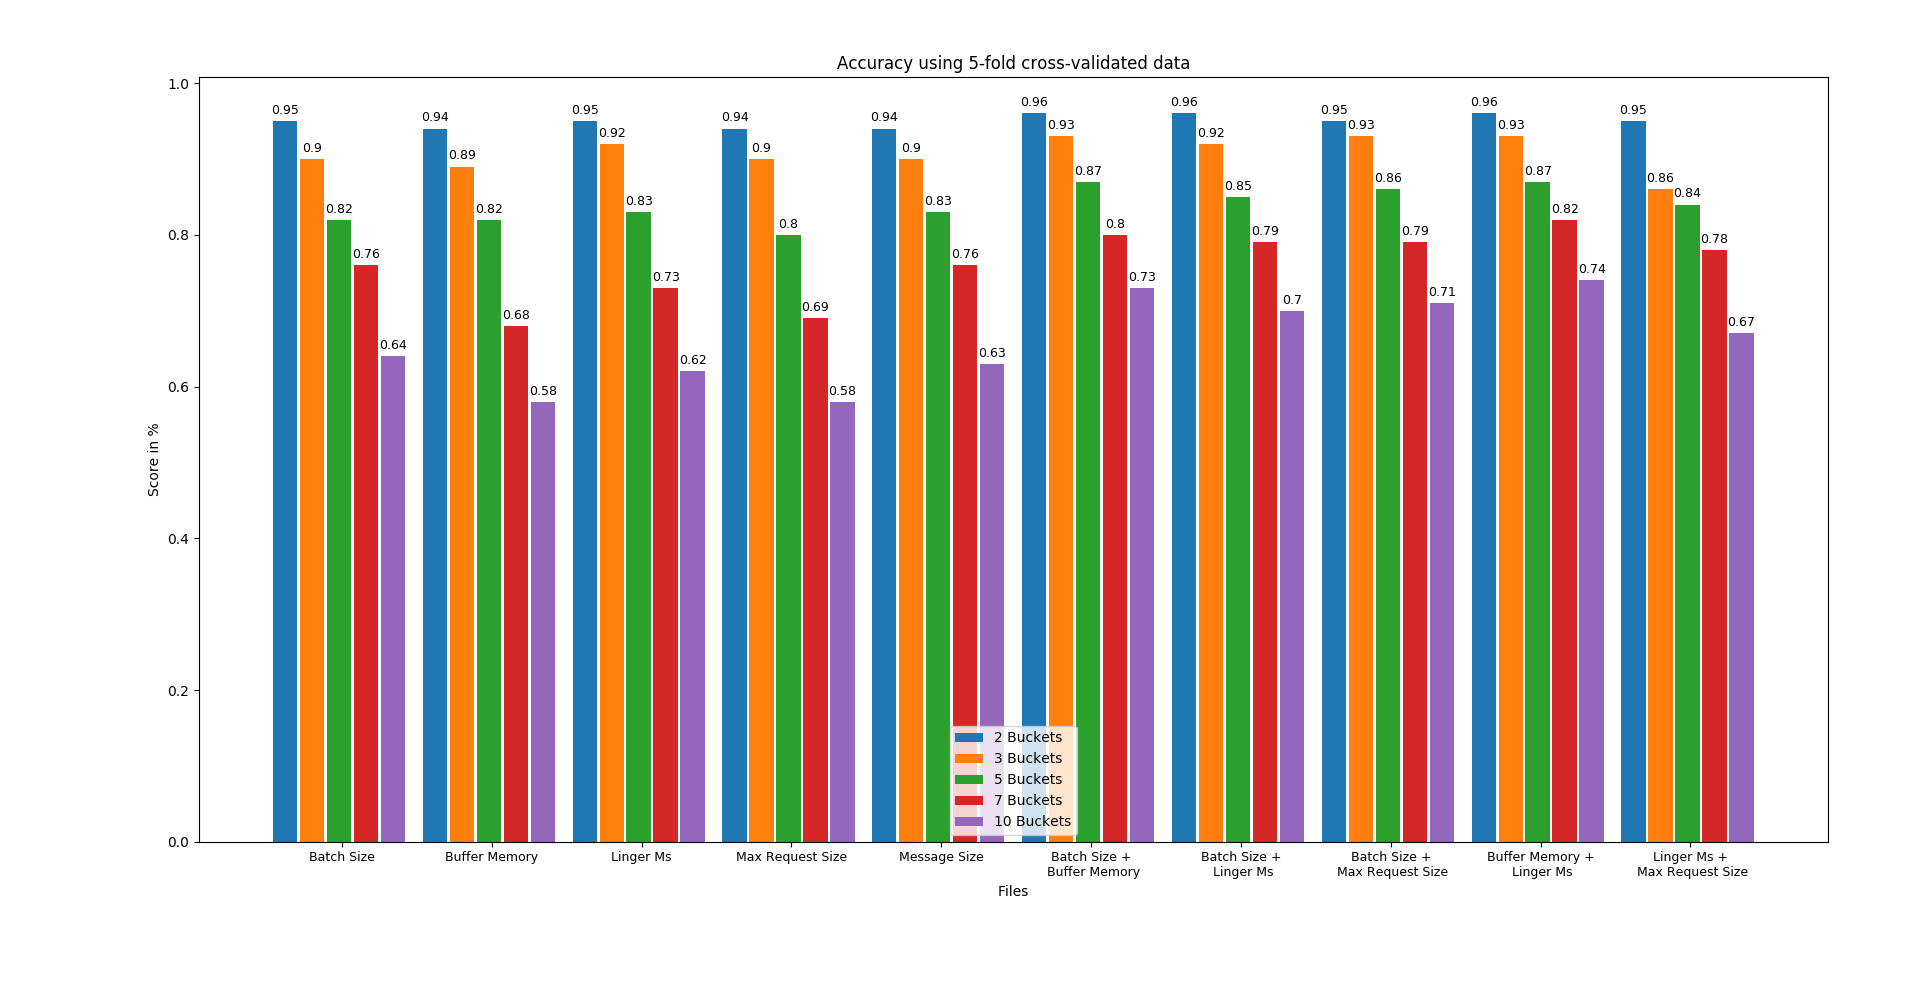 Accuracy using 5-fold cross-validated data
Score in %
1.0
0.8
0.6
0.4
0.2
0.0
0.95
0.9
0.82
0.76
0.64
0.94
0.89
0.82
0.68
0.58
0.95
0.92
0.83
0.73
0.62
0.94
0.9
0.8
0.69
0.58
0.94
0.9
0.83
0.76
0.63
0.96
0.93
0.87
0.8
0.73
0.96
0.92
0.85
0.79
0.7
0.95
0.93
0.86
0.79
0.71
0.96
0.93
0.87
0.82
0.74
0.95
0.86
0.84
0.78
0.67
2 Buckets
3 Buckets
5 Buckets
7 Buckets
10 Buckets
Batch Size
Buffer Memory
Linger Ms
Max Request Size
Message Size
Batch Size +
Buffer Memory
Batch Size +
Linger Ms
Batch Size +
Max Request Size
Buffer Memory +
Linger Ms
Linger Ms +
Max Request Size
Files